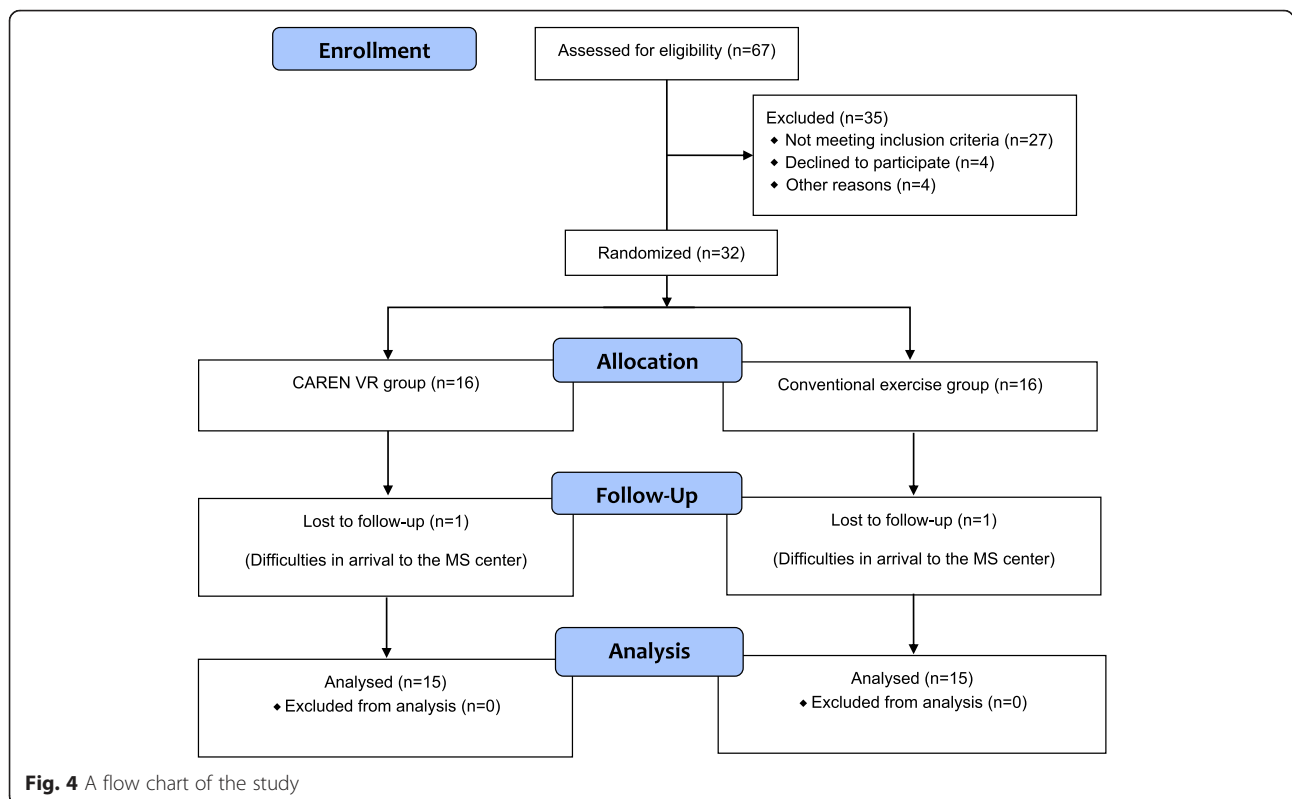 Enrollment
Assessed for eligibility (n=67)
Excluded (n=35)
◆ Not meeting inclusion criteria (n=27)
◆ Declined to participate (n=4)
◆ Other reasons (n=4)
Randomized (n=32)
Allocation
CAREN VR group (n=16)
Conventional exercise group (n=16)
Follow-Up
Lost to follow-up (n=1)
(Difficulties in arrival to the MS center)
Lost to follow-up (n=1)
(Difficulties in arrival to the MS center)
Analysis
Analysed (n=15)
◆ Excluded from analysis (n=0)
Analysed (n=15)
◆ Excluded from analysis (n=0)
Fig. 4 A flow chart of the study